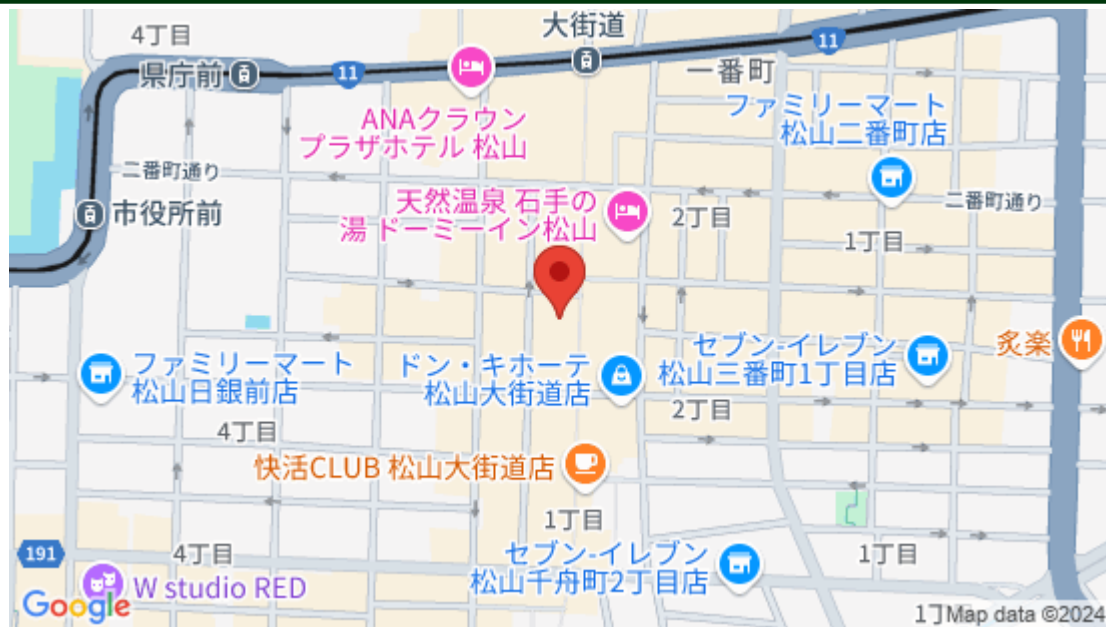 4丁目
大街道
11
県庁前
11
一番町
ANAクラウン
プラザホテル 松山
ファミリーマート
松山二番町店
二番町通り
天然温泉 石手の
湯 ドーミーイン松山
2丁目
二番町通り
市役所前
1丁目
ファミリーマート
松山日銀前店
ドン・キホーテ
松山大街道店
セブン-イレブン
松山三番町1丁目店
炙楽
2丁目
4丁目
快活CLUB 松山大街道店
1丁目
191
4丁目
セブン-イレブン
松山千舟町2丁目店
1丁目
W studio RED
Google
1丁
Map data ©2024